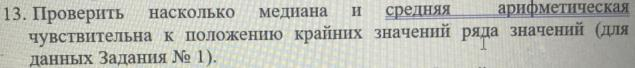 13. Проверить насколько медиана и средняя арифметическая
чувствительна к положению крайних значений ряда значений (для
данных Задания № 1).